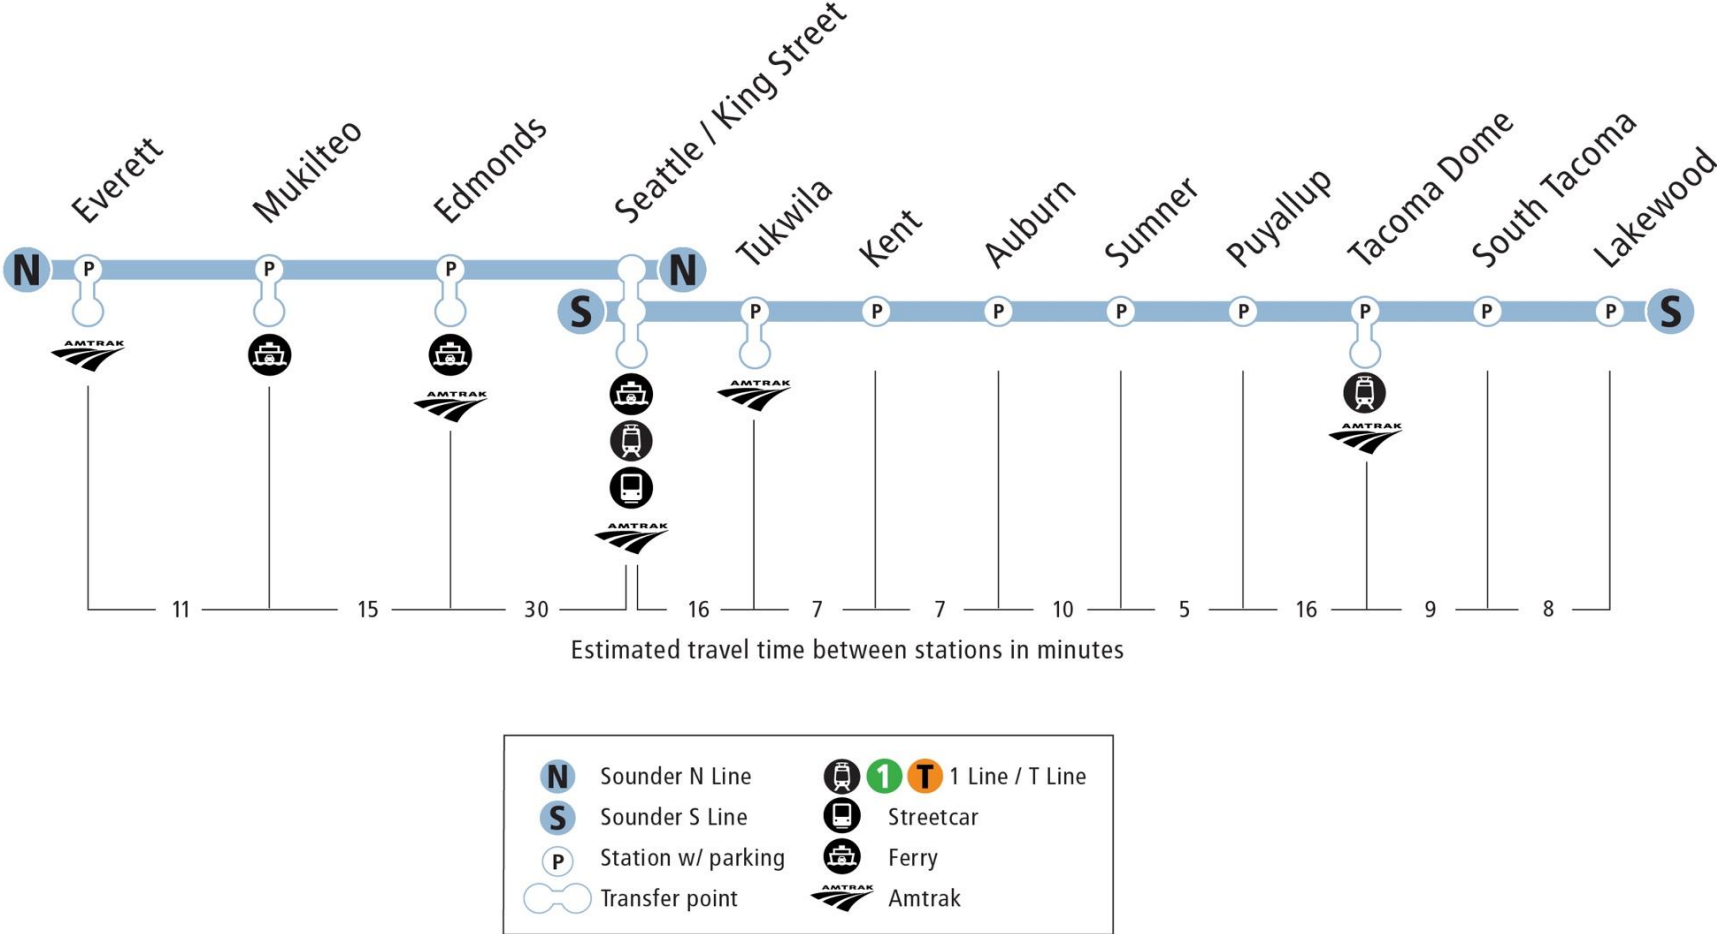 Everett
Mukilteo
Edmonds
Seattle / King Street
Tukwila
Kent
Auburn
Sumner
Puyallup
Tacoma Dome
South Tacoma
Lakewood
N P P P N
S P P P P P P P P S
AMTRAK
AMTRAK
AMTRAK
AMTRAK
AMTRAK
11 15 30 16 7 7 10 5 16 9 8
Estimated travel time between stations in minutes
N Sounder N Line
S Sounder S Line
P Station w/ parking
Transfer point
1 T 1 Line / T Line
Streetcar
Ferry
AMTRAK Amtrak